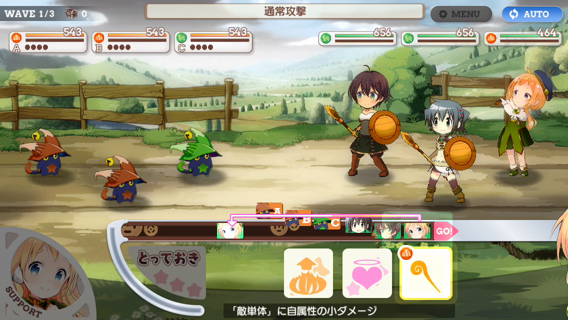 WAVE 1/3
0
通常攻撃
MENU
AUTO
543
A
543
B
543
C
656
656
464
A
B
C
GO!
とっておき
SUPPORT
「敵単体」に自属性の小ダメージ